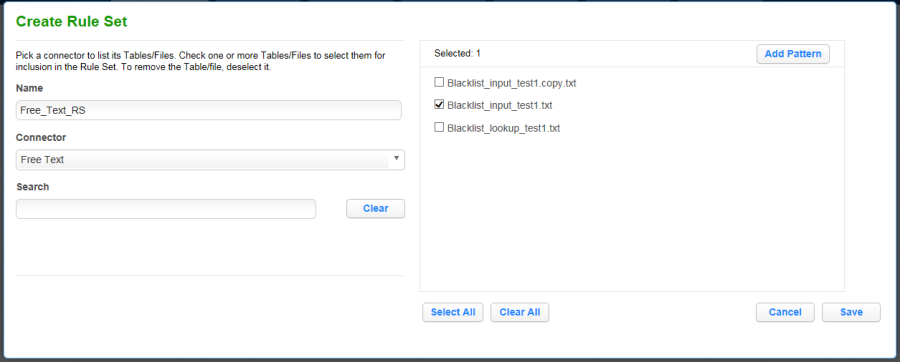 Create Rule Set
Pick a connector to list its Tables/Files. Check one or more Tables/Files to select them for
inclusion in the Rule Set. To remove the Table/file, deselect it.
Name
Free_Text_RS
Connector
Free Text
Search
Clear
Selected: 1
Add Pattern
Blacklist_input_test1.copy.txt
Blacklist_input_test1.txt
Blacklist_lookup_test1.txt
Select All
Clear All
Cancel
Save